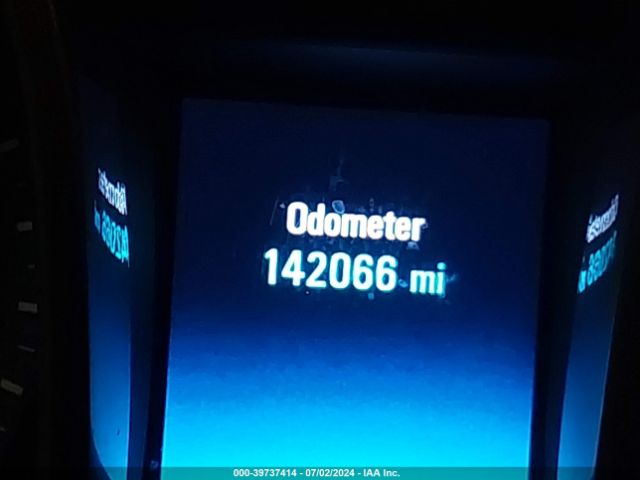 Odometer
142066 mi
000-39737414 - 07/02/2024 - IAA Inc.